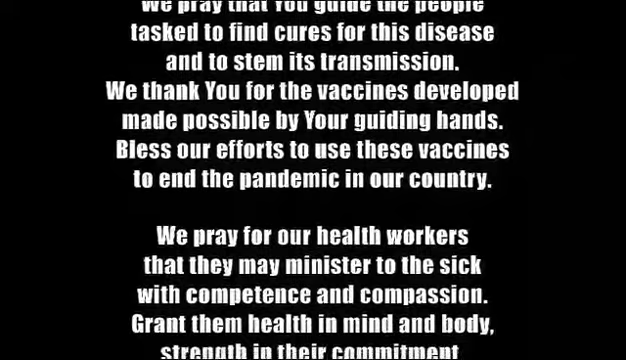 We pray that You guide the people
tasked to find cures for this disease
and to stem its transmission.
We thank You for the vaccines developed
made possible by Your guiding hands.
Bless our efforts to use these vaccines
to end the pandemic in our country.
We pray for our health workers
that they may minister to the sick
with competence and compassion.
Grant them health in mind and body,
strength in their commitment